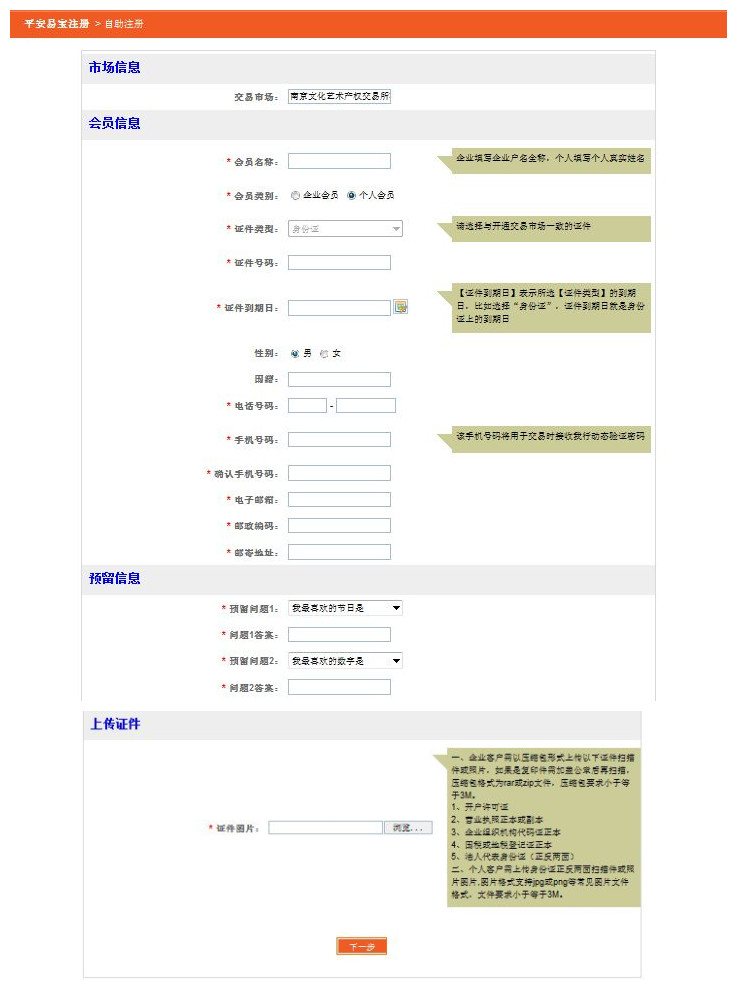 平安易宝注册 > 自助注册
市场信息
交易市场： 南京文化艺术产权交易所
会员信息
* 会员名称：
企业填写企业户名全称，个人填写个人真实姓名
* 会员类别： 企业会员 个人会员
* 证件类型： 身份证
请选择与开通交易市场一致的证件
* 证件号码：
* 证件到期日：
【证件到期日】表示所选【证件类型】的到期
日，比如选择“身份证”，证件到期日就是身份
证上的到期日
性别： 男 女
国籍：
* 电话号码： -
* 手机号码：
该手机号码将用于交易时接收我行动态验证密码
* 确认手机号码：
* 电子邮箱：
* 邮政编码：
* 邮寄地址：
预留信息
* 预留问题1： 我最喜欢的节日是
* 问题1答案：
* 预留问题2： 我最喜欢的数字是
* 问题2答案：
上传证件
* 证件图片： 浏览...
一、企业客户需以压缩包形式上传以下证件扫描
件或照片，如果是复印件需加盖公章后再扫描，
压缩包格式为rar或zip文件，压缩包要求小于等
于3M。
1、开户许可证
2、营业执照正本或副本
3、企业组织机构代码证正本
4、国税或地税登记证正本
5、法人代表身份证（正反两面）
二、个人客户需上传身份证正反两面扫描件或照
片图片,图片格式支持jpg或png等常见图片文件
格式，文件要求小于等于3M。
下一步